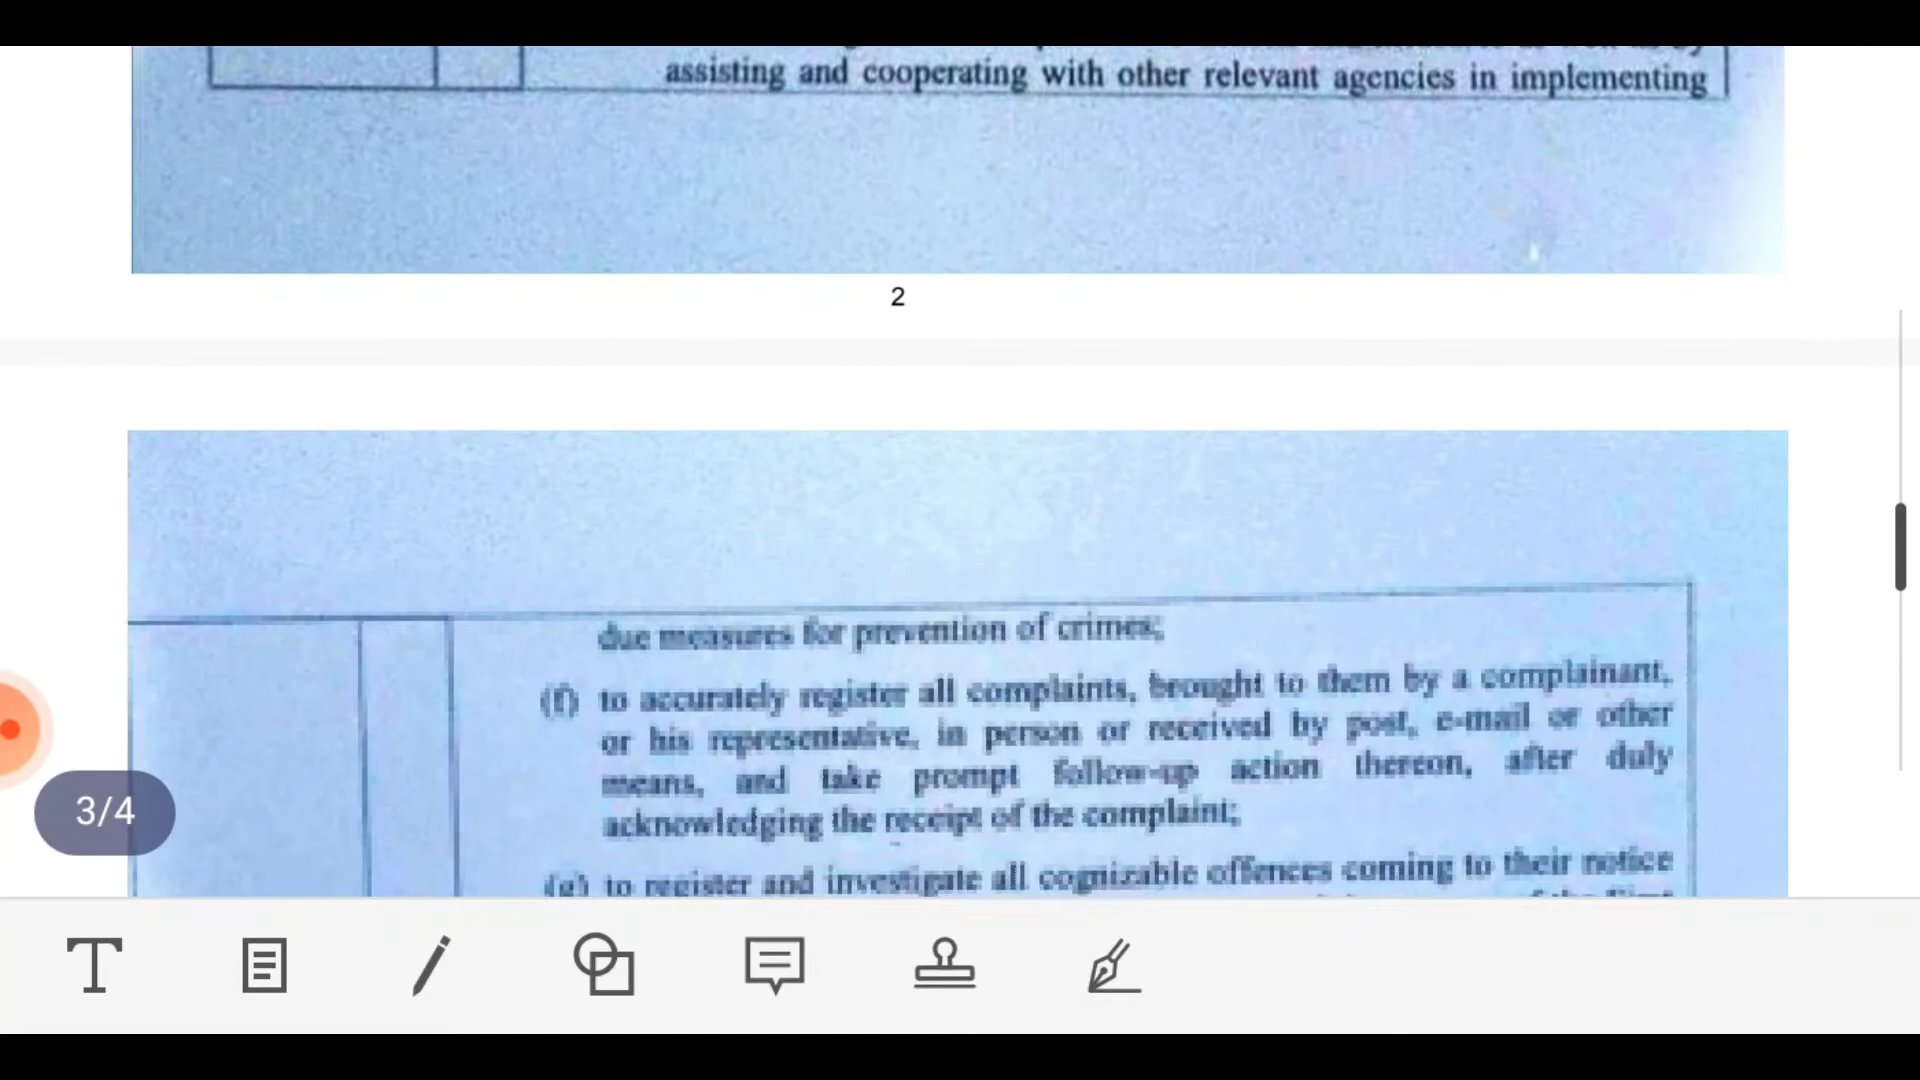 assisting and cooperating with other relevant agencies in implementing
2
due measures for prevention of crimes;
(f) to accurately register all complaints, brought to them by a complainant,
or his representative, in person or received by post, e-mail or other
means, and take prompt follow-up action thereon, after duly
acknowledging the receipt of the complaint;
(g) to register and investigate all cognizable offences coming to their notice
3/4
T